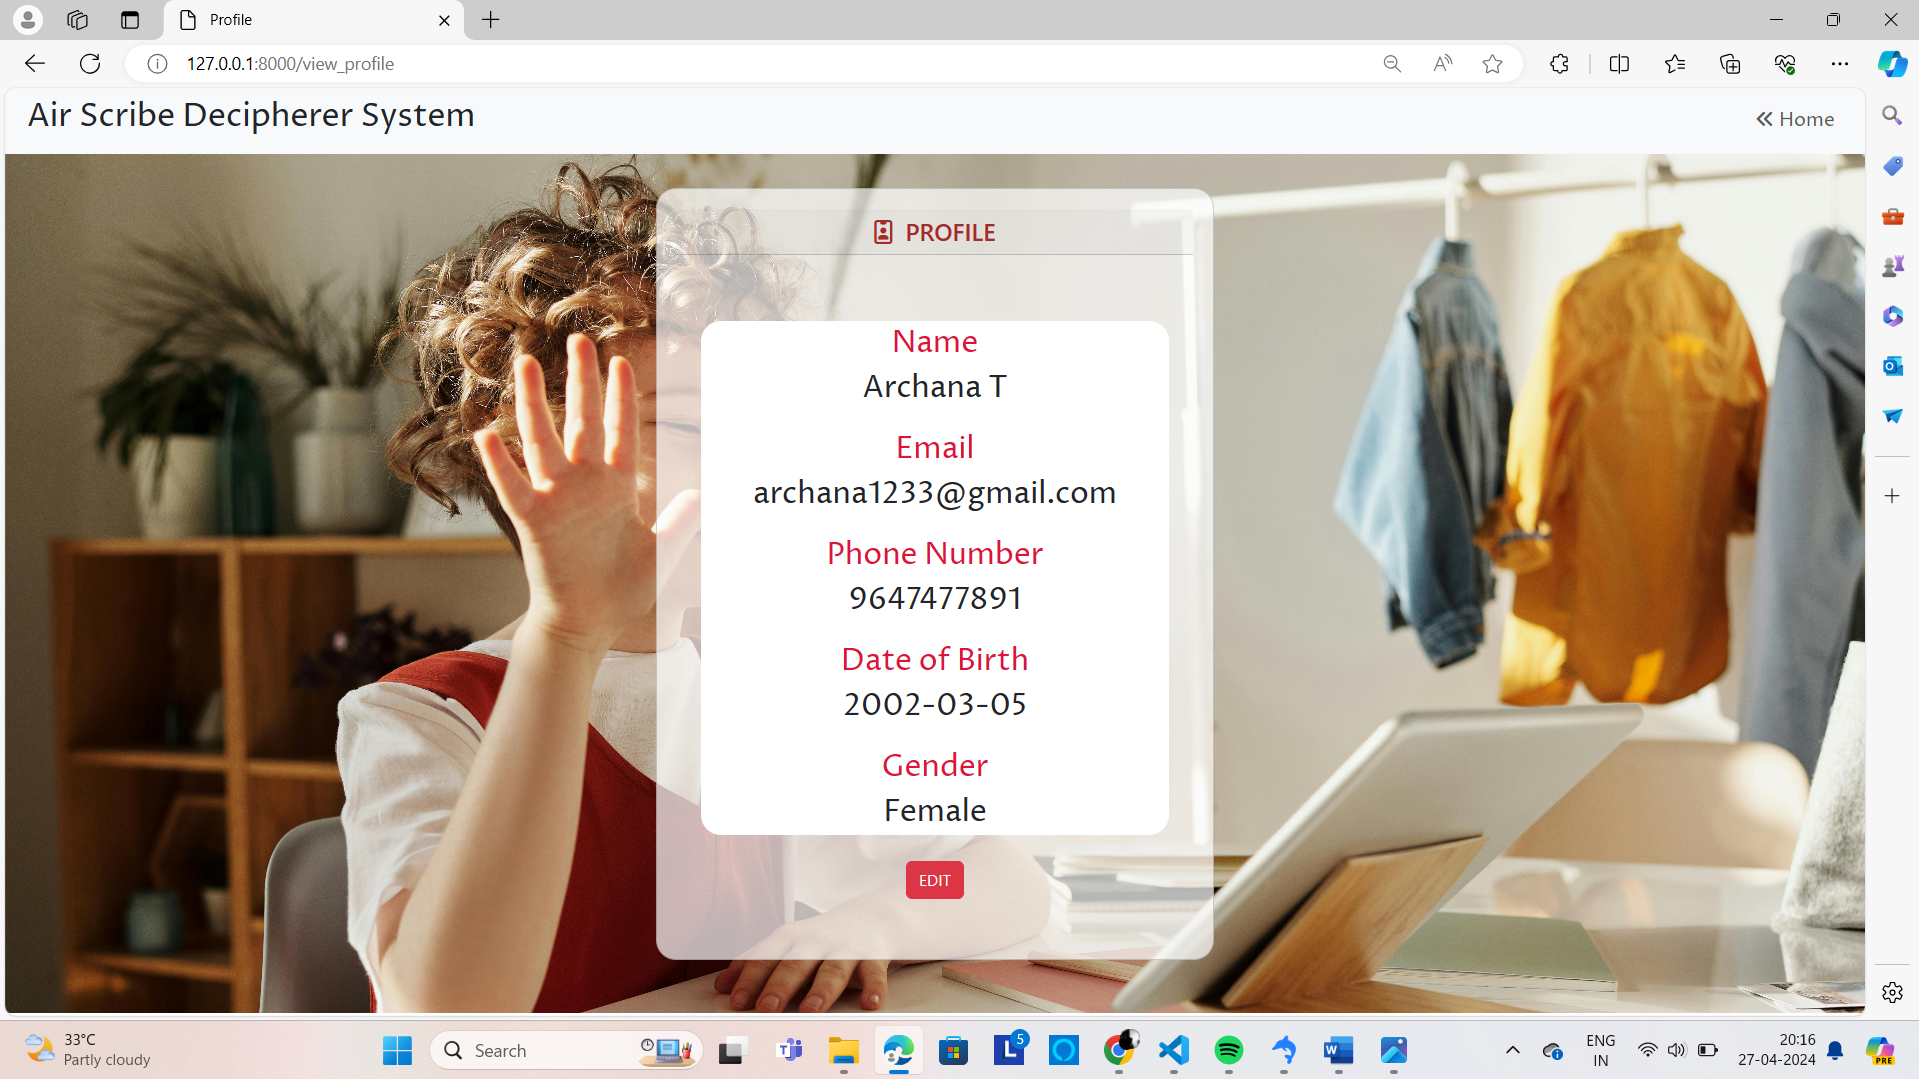 Profile
127.0.0.1:8000/view_profile
Air Scribe Decipherer System
Home
PROFILE
Name
Archana T
Email
archana1233@gmail.com
Phone Number
9647477891
Date of Birth
2002-03-05
Gender
Female
EDIT
33°C
Partly cloudy
Search
5
ENG
IN
20:16
27-04-2024
PRE